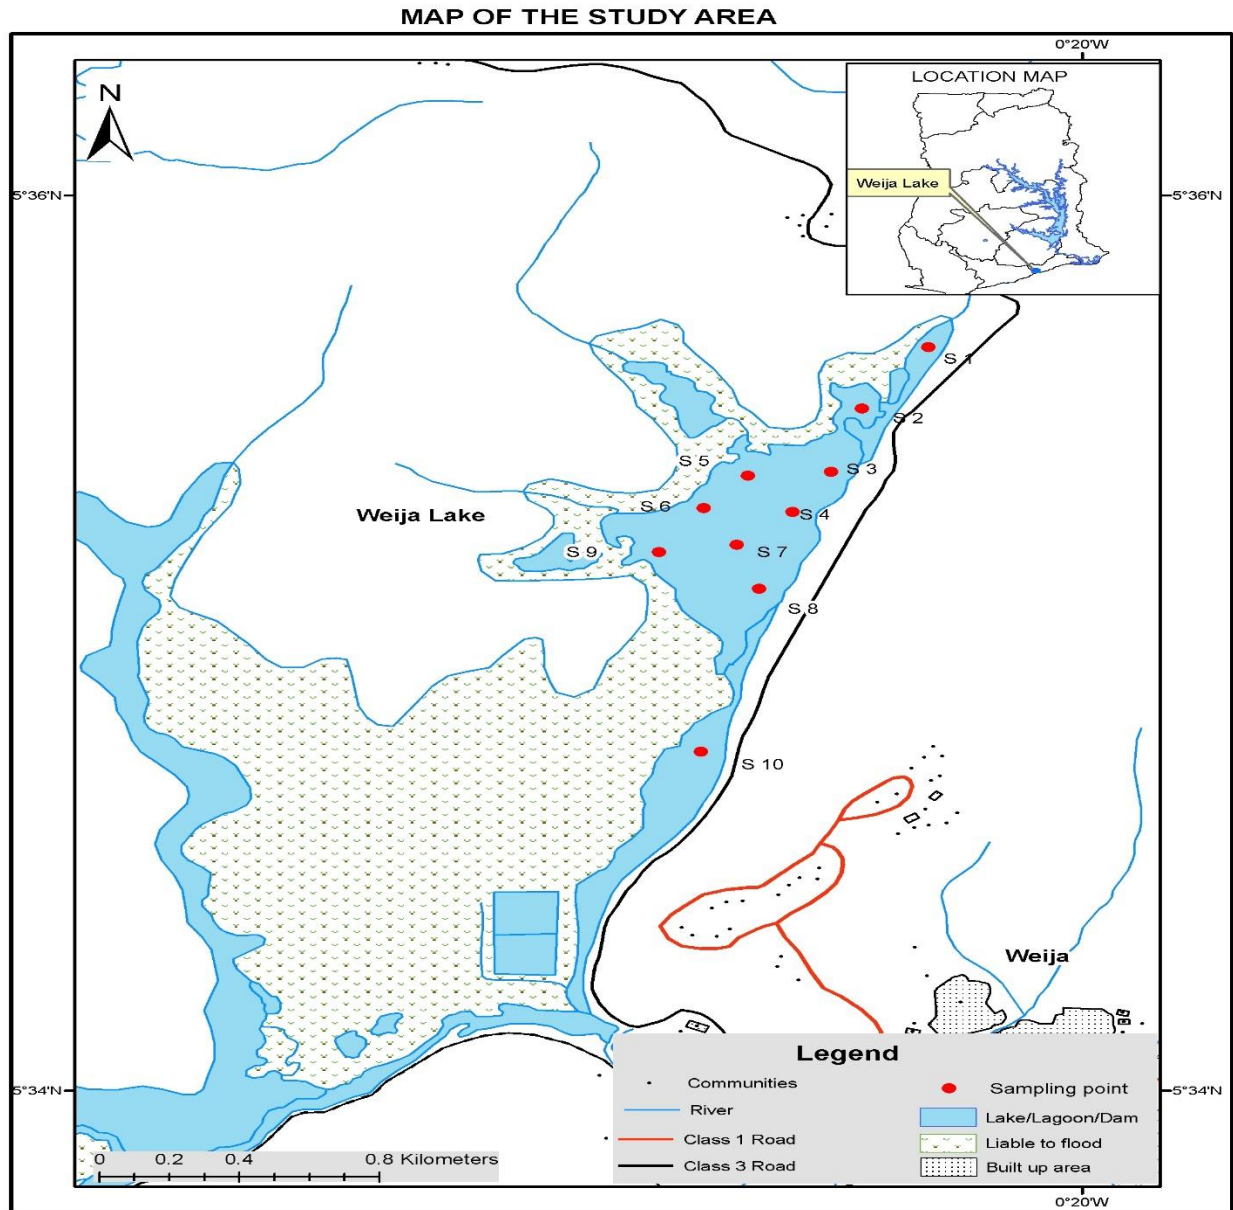 MAP OF THE STUDY AREA
0°20'W
LOCATION MAP
N
Weija Lake
5°36'N
5°36'N
S 1
S 2
S 5
S 3
S 6
S 4
Weija Lake
S 9
S 7
S 8
S 10
Weija
Legend
Communities
Sampling point
River
Lake/Lagoon/Dam
Class 1 Road
Liable to flood
Class 3 Road
Built up area
5°34'N
5°34'N
0 0.2 0.4 0.8 Kilometers
0°20'W